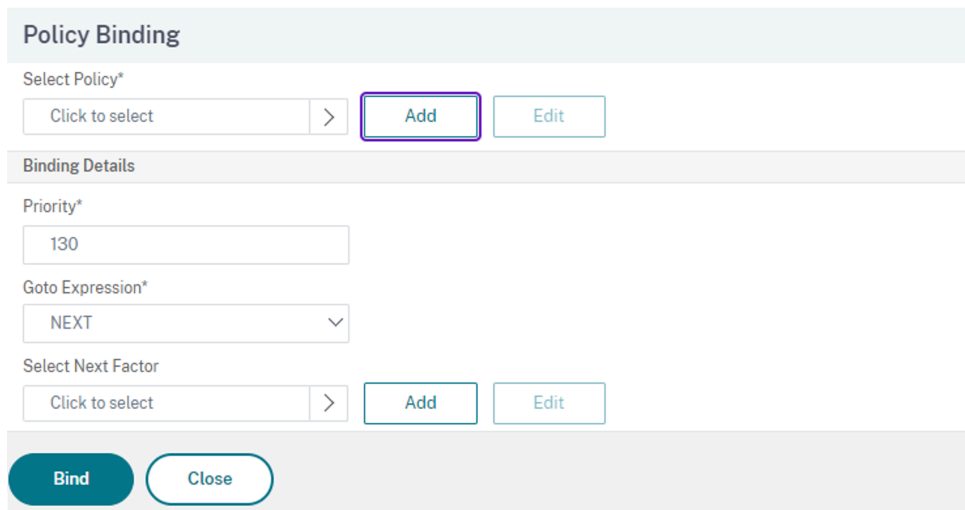 Policy Binding
Select Policy*
Click to select Add Edit
Binding Details
Priority*
130
Goto Expression*
NEXT
Select Next Factor
Click to select Add Edit
Bind Close